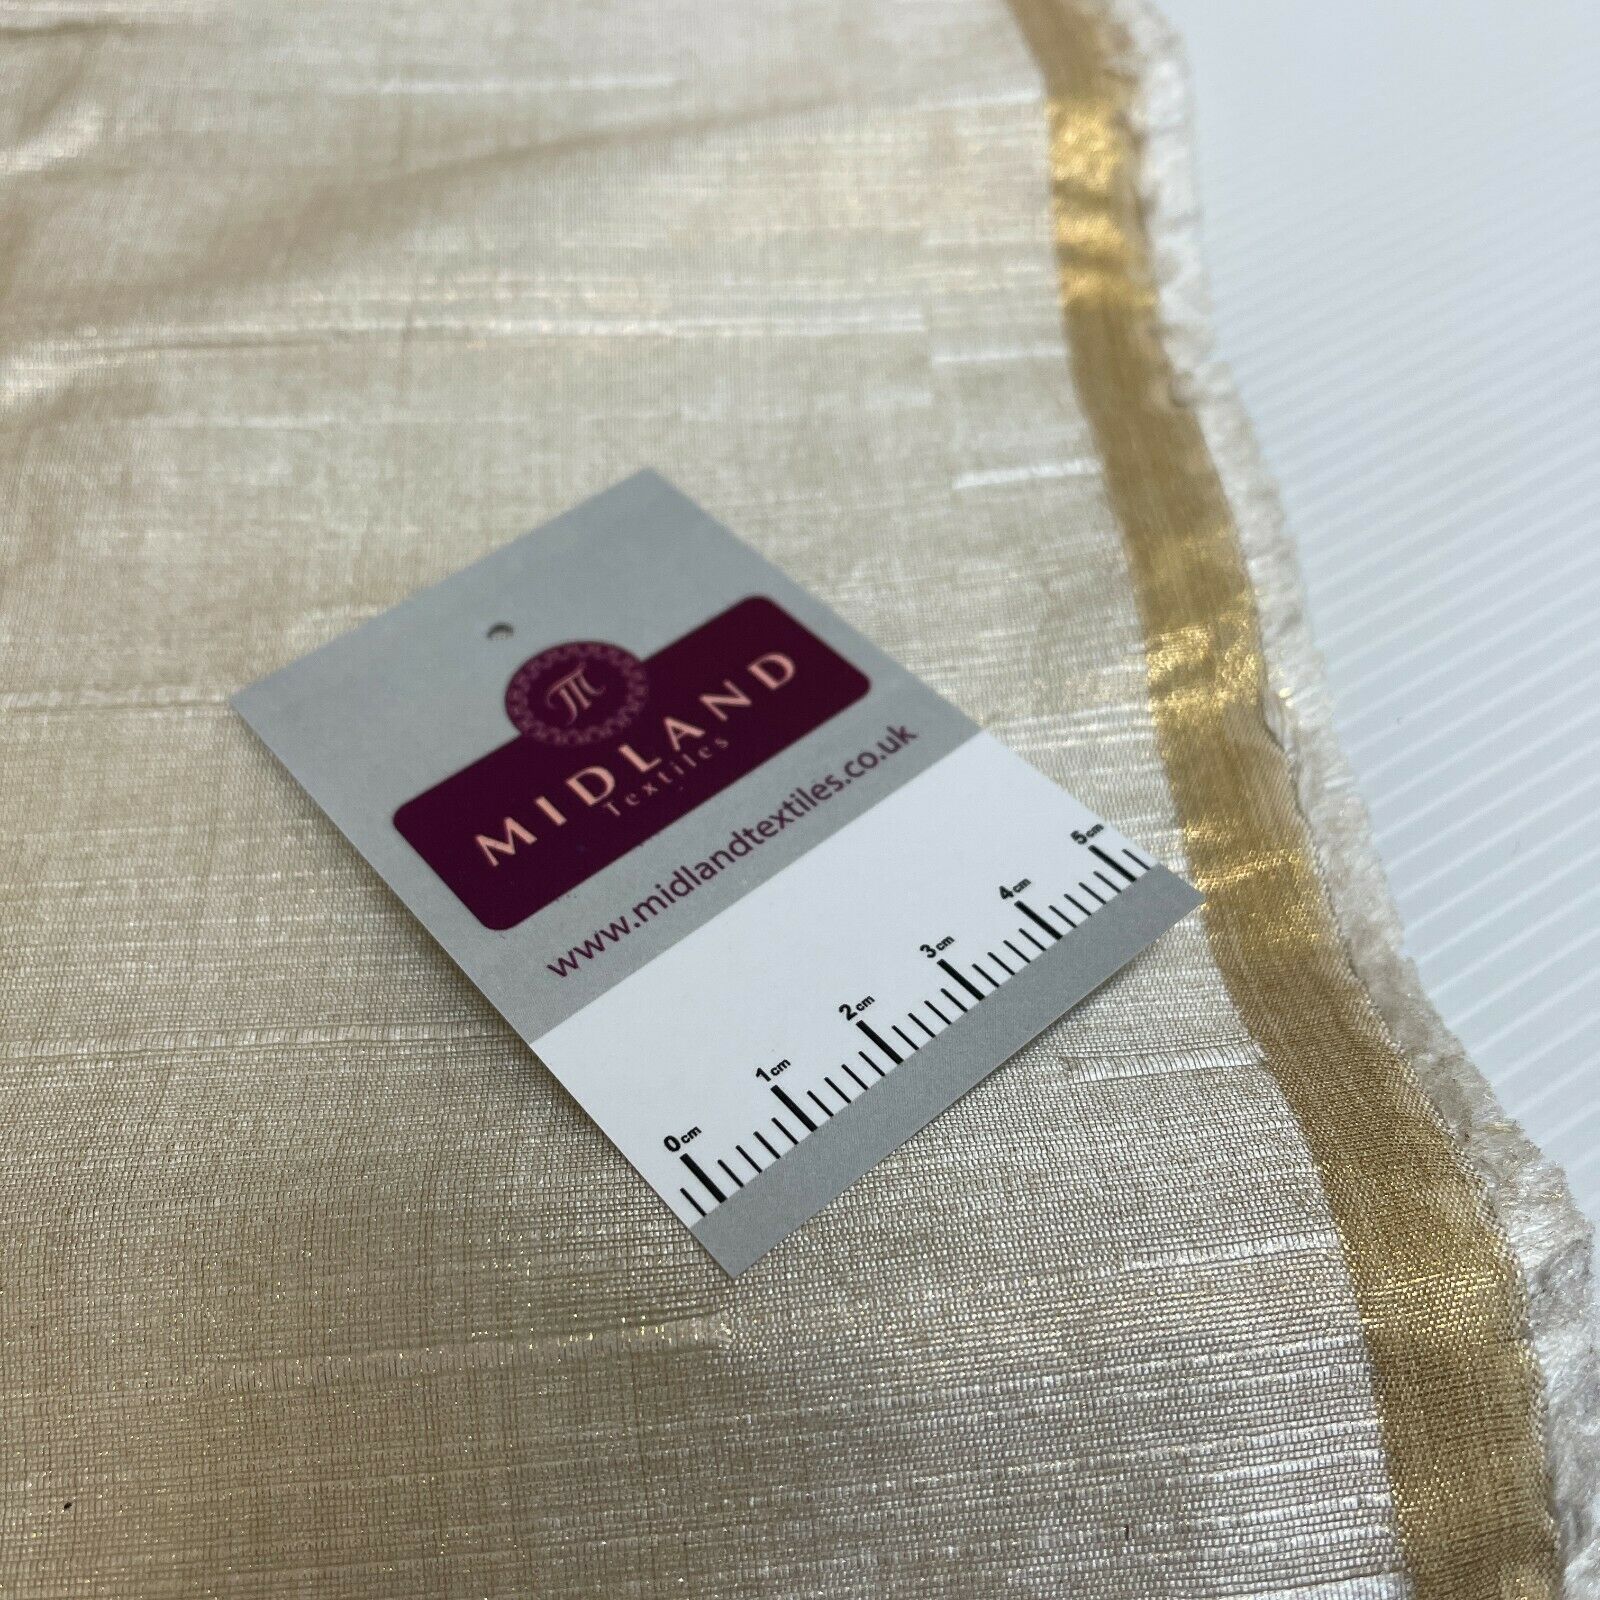 M
MIDLAND
Textiles
www.midlandtextiles.co.uk
0cm 1cm 2cm 3cm 4cm 5cm